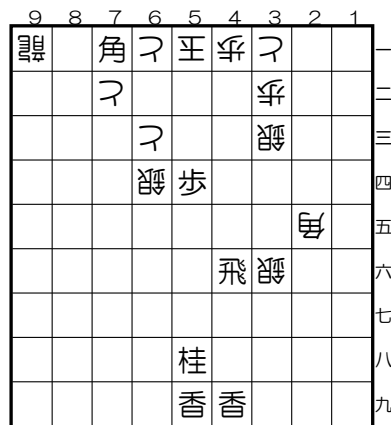 9 8 7 6 5 4 3 2 1
龍 角 と 王 歩 と 一
と 歩 二
と 銀 三
銀 歩 四
角 五
飛 銀 六
七
桂 八
香 香 九